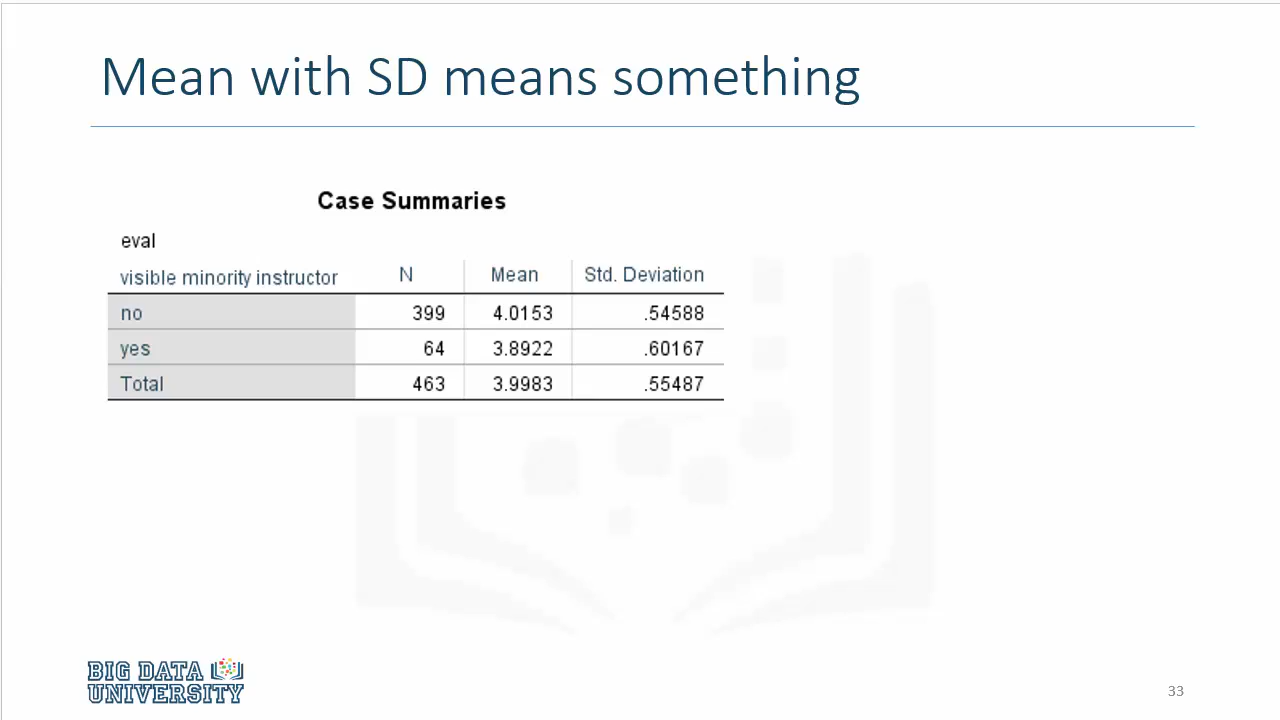 Mean with SD means something
Case Summaries
eval
visible minority instructor N Mean Std. Deviation
no 399 4.0153 .54588
yes 64 3.8922 .60167
Total 463 3.9983 .55487
BIG DATA
UNIVERSITY
33